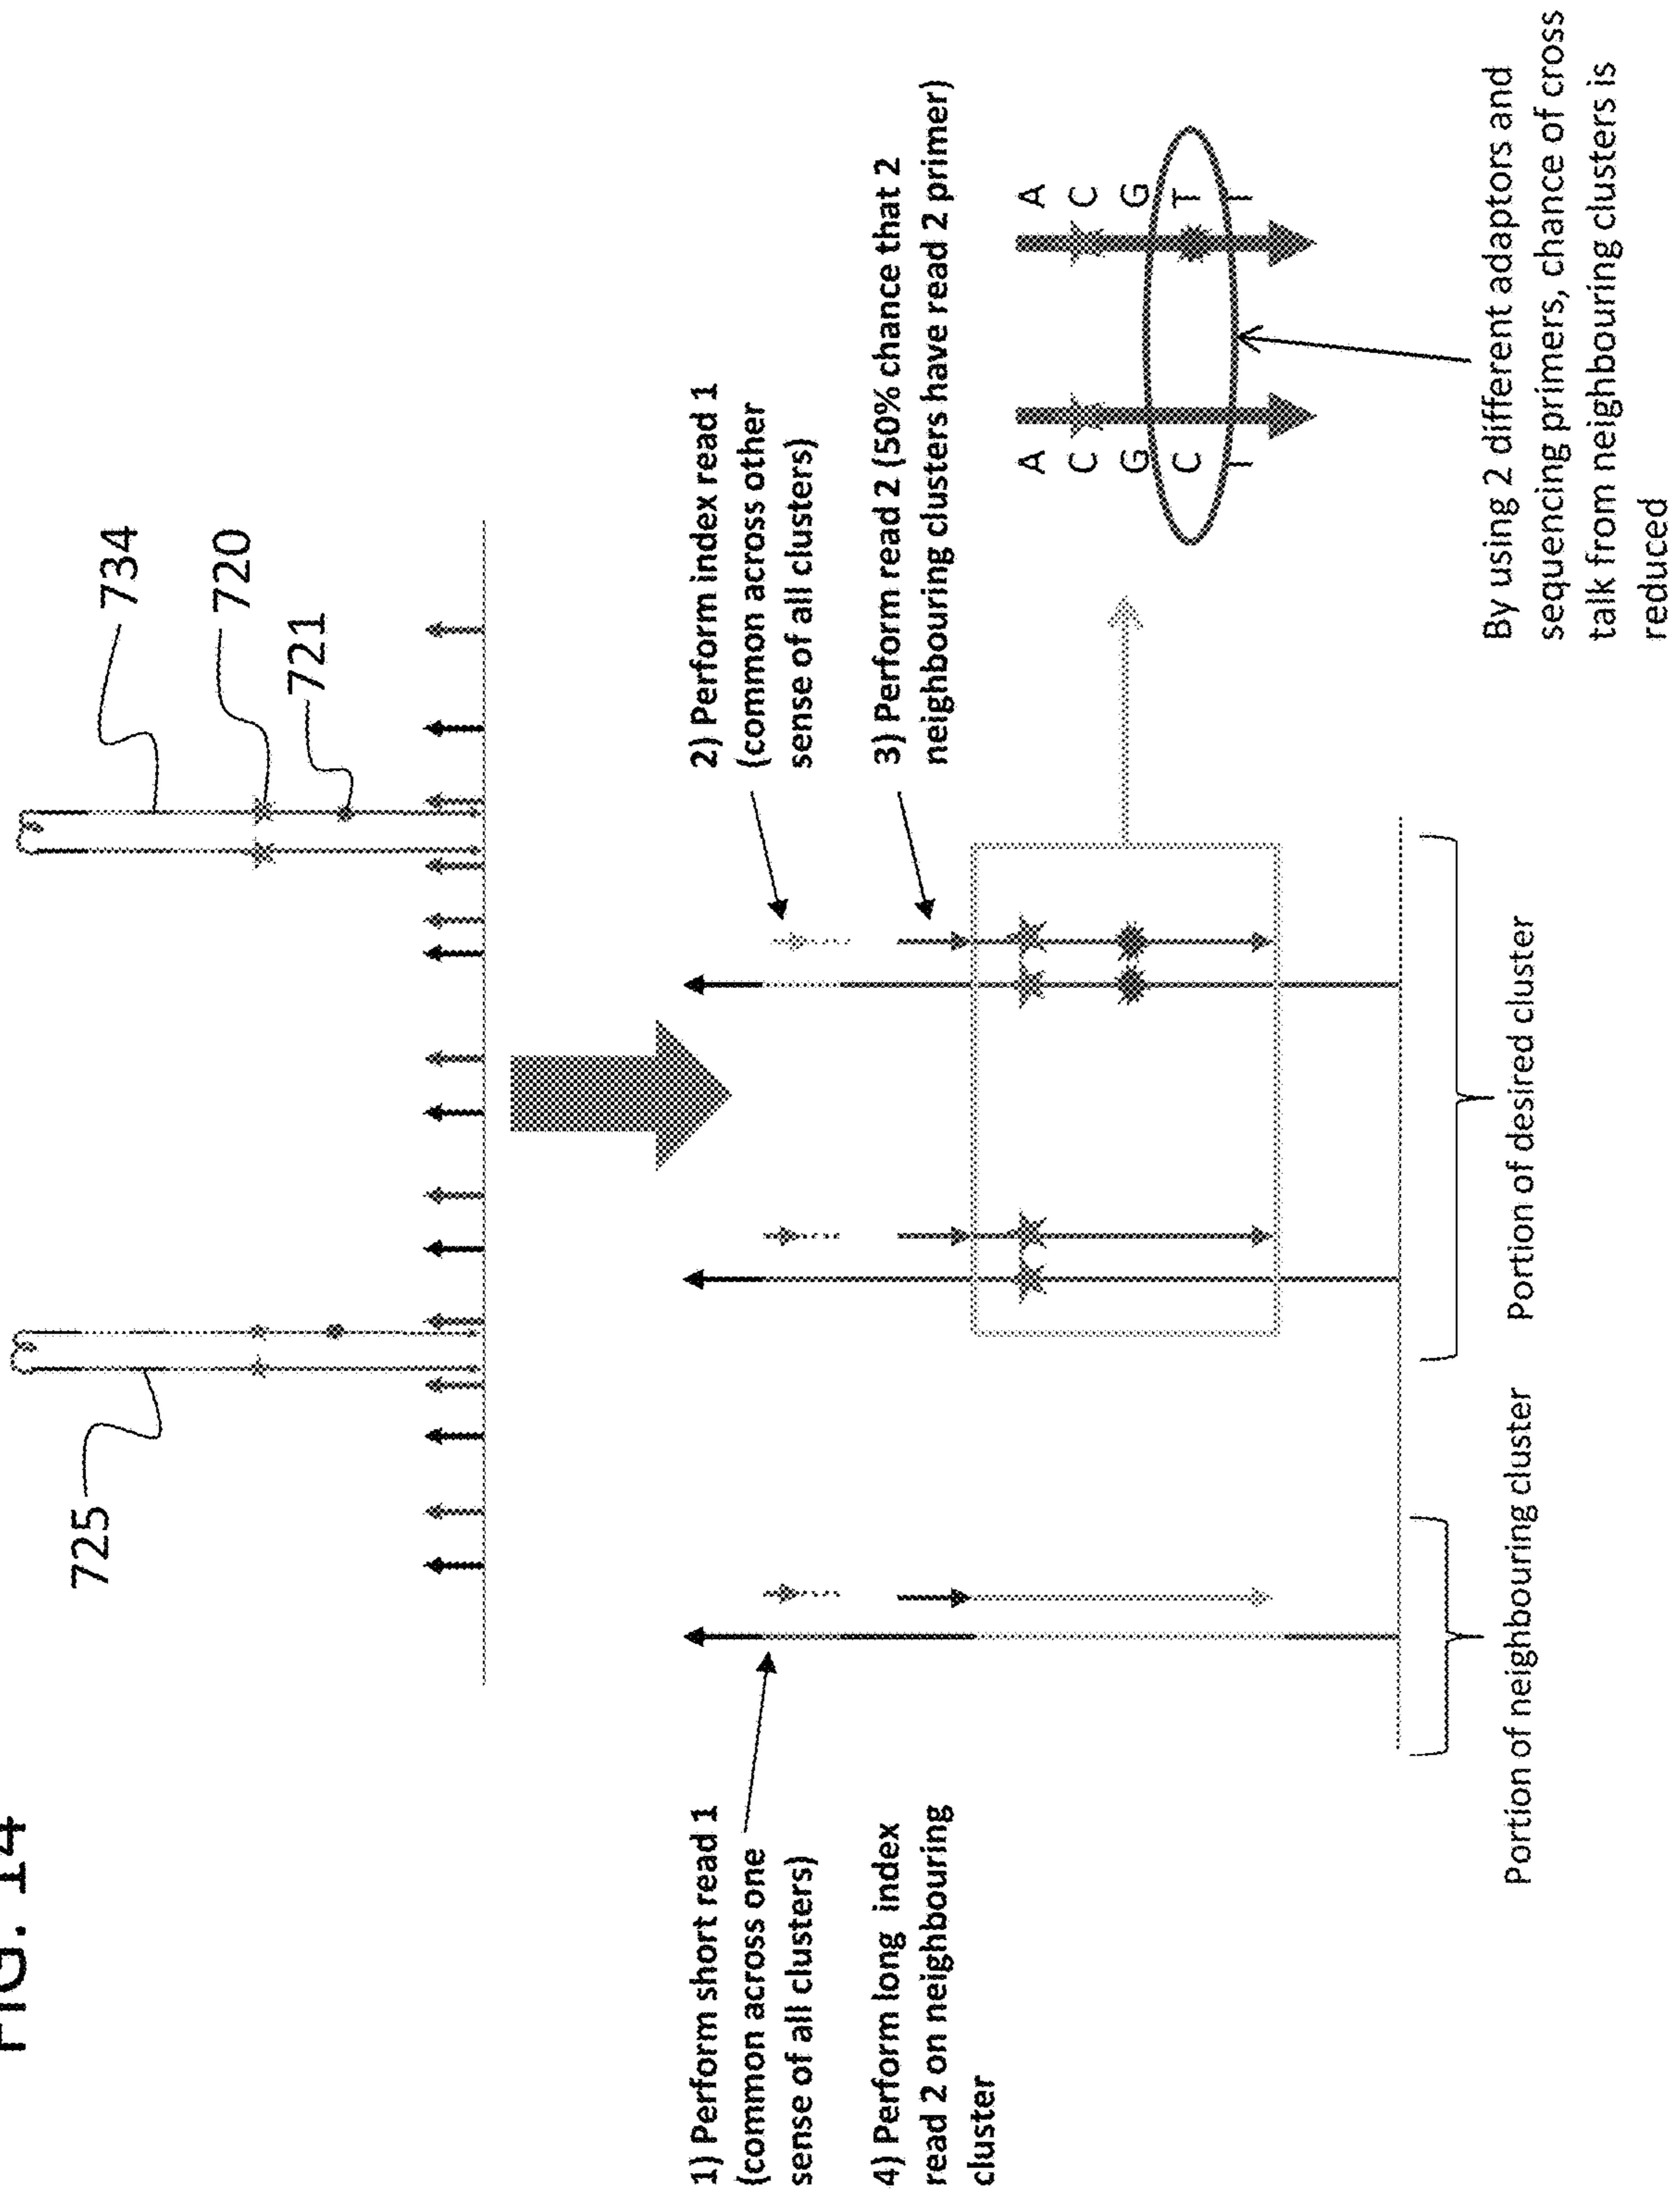 FIG. 14
725
734
720
721
1) Perform short read 1
(common across one
sense of all clusters)
4) Perform long index
read 2 on neighbouring
cluster
2) Perform index read 1
(common across other
sense of all clusters)
3) Perform read 2 (50% chance that 2
neighbouring clusters have read 2 primer)
A
C
G
C
T
A
C
G
T
T
Portion of neighbouring cluster
Portion of desired cluster
By using 2 different adaptors and
sequencing primers, chance of cross
talk from neighbouring clusters is
reduced